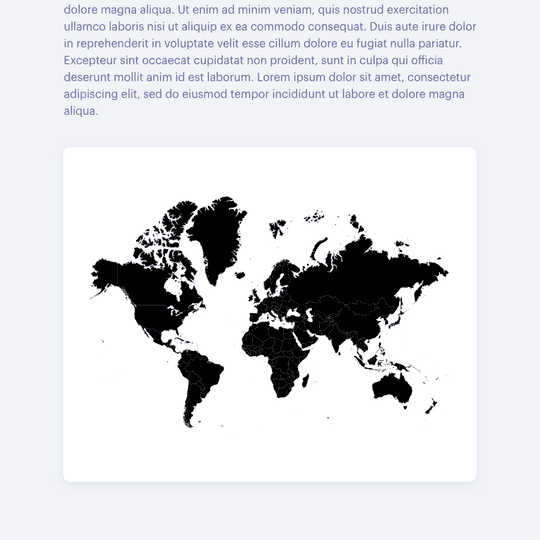 dolore magna aliqua. Ut enim ad minim veniam, quis nostrud exercitation
ullamco laboris nisi ut aliquip ex ea commodo consequat. Duis aute irure dolor
in reprehenderit in voluptate velit esse cillum dolore eu fugiat nulla pariatur.
Excepteur sint occaecat cupidatat non proident, sunt in culpa qui officia
deserunt mollit anim id est laborum. Lorem ipsum dolor sit amet, consectetur
adipiscing elit, sed do eiusmod tempor incididunt ut labore et dolore magna
aliqua.